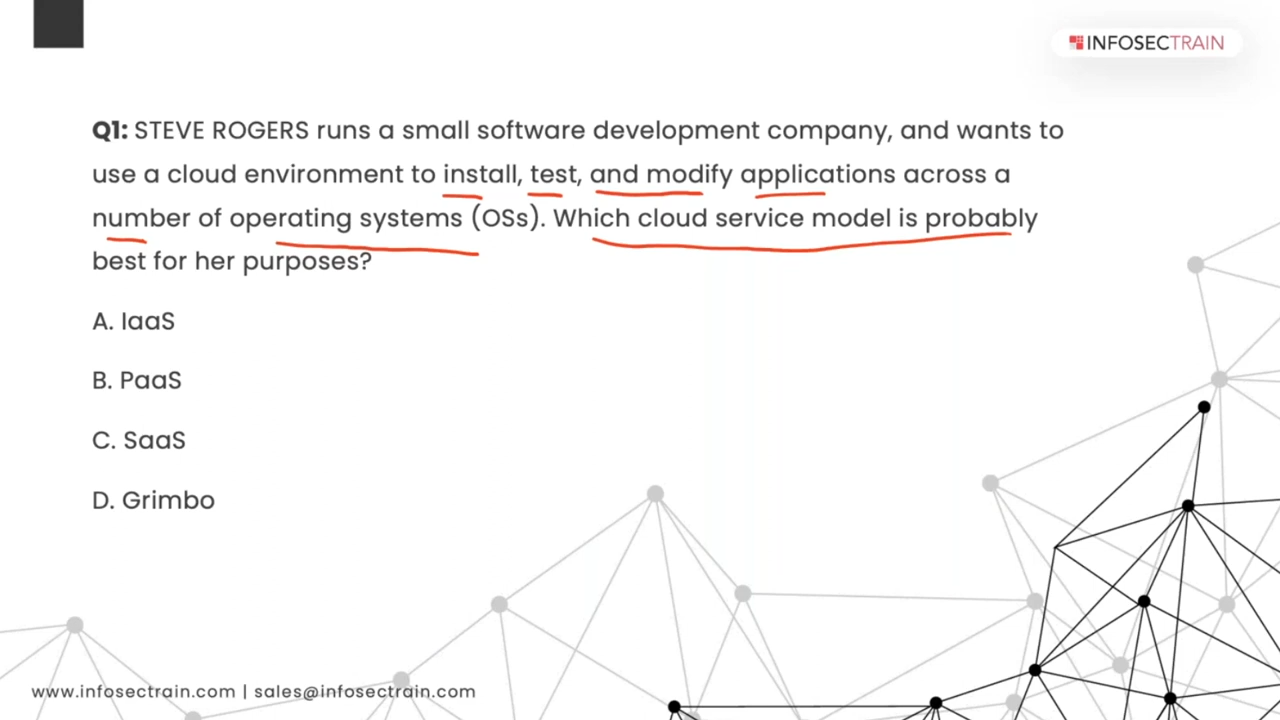 INFOSECTRAIN
Q1: STEVE ROGERS runs a small software development company, and wants to
use a cloud environment to install, test, and modify applications across a
number of operating systems (OSs). Which cloud service model is probably
best for her purposes?
A. IaaS
B. PaaS
C. SaaS
D. Grimbo
www.infosectrain.com | sales@infosectrain.com